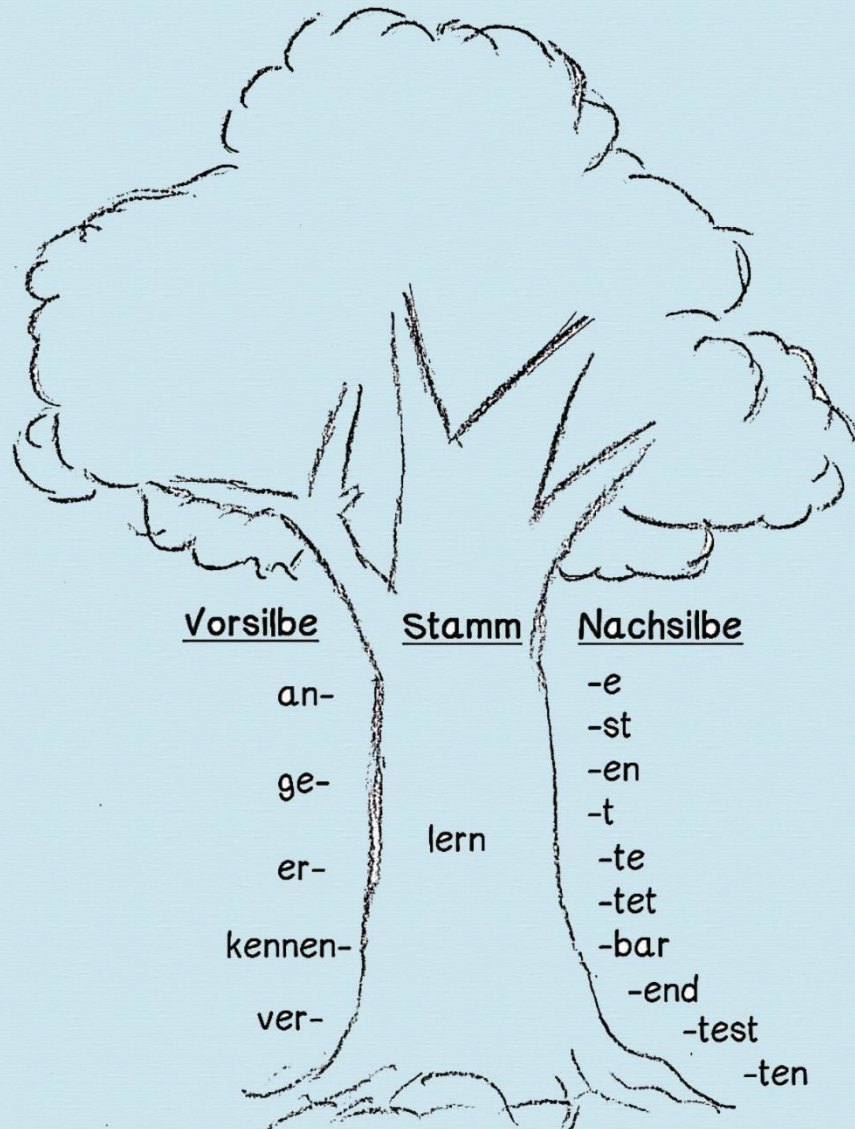 Vorsilbe Stamm Nachsilbe
an-
ge-
er-
kennen-
ver-
lern
-e
-st
-en
-t
-te
-tet
-bar
-end
-test
-ten